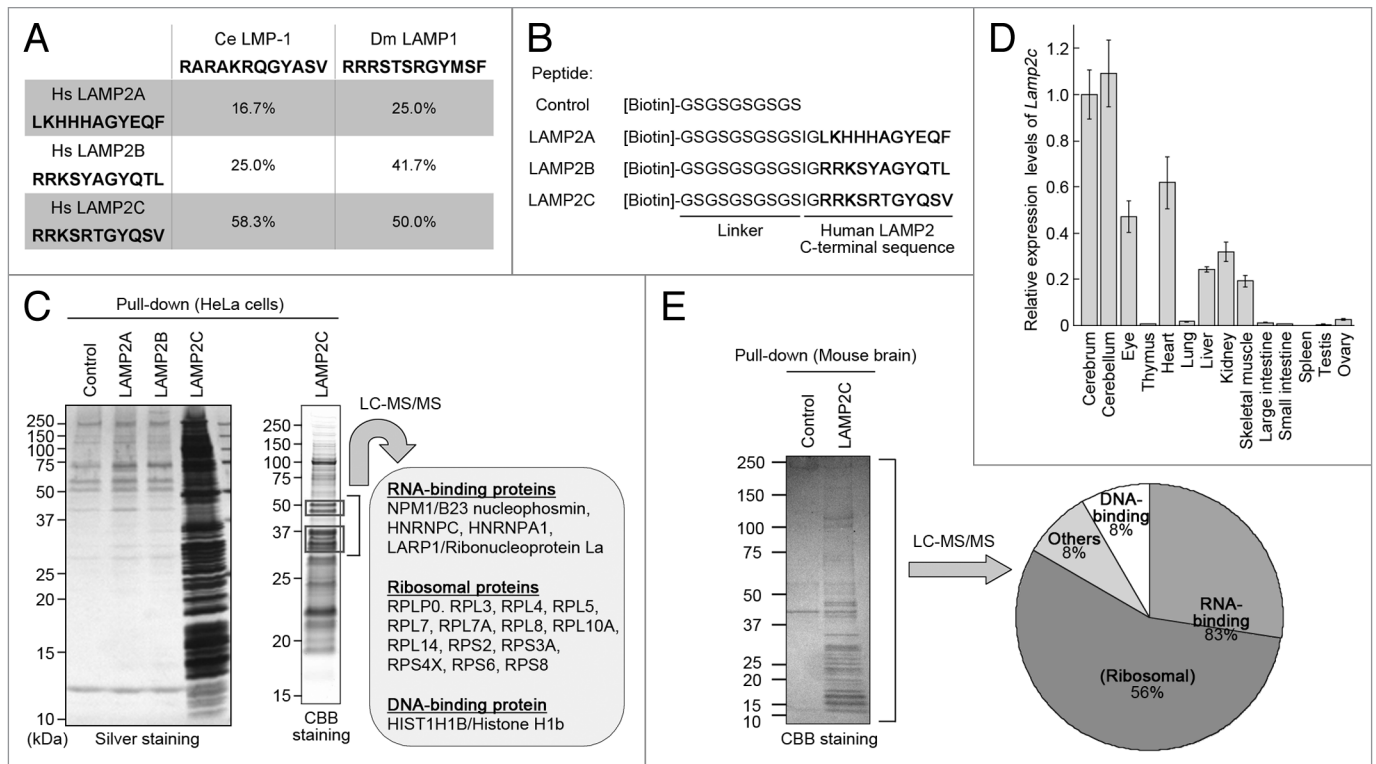 A
Ce LMP-1
Dm LAMP1
RARAKRQGYASV
RRRSTSRGYMSF
Hs LAMP2A
LKHHHAGYEQF
16.7%
25.0%
Hs LAMP2B
RRKSYAGYQTL
25.0%
41.7%
Hs LAMP2C
RRKSRTGYQSV
58.3%
50.0%
B
Peptide:
Control [Biotin]-GSGSGSGSGS
LAMP2A [Biotin]-GSGSGSGSGSIGLKHHHAGYEQF
LAMP2B [Biotin]-GSGSGSGSGSIGRRKSYAGYQTL
LAMP2C [Biotin]-GSGSGSGSGSIGRRKSRTGYQSV
Linker
Human LAMP2
C-terminal sequence
C
Pull-down (HeLa cells)
Control
LAMP2A
LAMP2B
LAMP2C
250
150
100
75
50
37
25
20
15
10
(kDa)
Silver staining
LAMP2C
250
150
100
75
50
37
25
20
15
CBB
staining
LC-MS/MS
RNA-binding proteins
NPM1/B23 nucleophosmin,
HNRNPC, HNRNPA1,
LARP1/Ribonucleoprotein La
Ribosomal proteins
RPLP0. RPL3, RPL4, RPL5,
RPL7, RPL7A, RPL8, RPL10A,
RPL14, RPS2, RPS3A,
RPS4X, RPS6, RPS8
DNA-binding protein
HIST1H1B/Histone H1b
D
Relative expression levels of Lamp2c
1.2
1.0
0.8
0.6
0.4
0.2
0
Cerebrum
Cerebellum
Eye
Thymus
Heart
Lung
Liver
Kidney
Skeletal muscle
Large intestine
Small intestine
Spleen
Testis
Ovary
E
Pull-down (Mouse brain)
Control
LAMP2C
250
150
100
75
50
37
25
20
15
10
CBB staining
LC-MS/MS
DNA-
binding
8%
Others
8%
RNA-
binding
83%
(Ribosomal)
56%